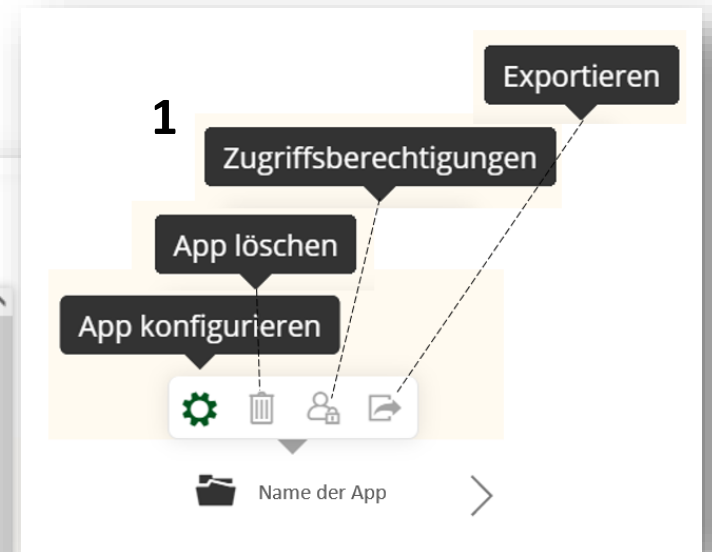 Exportieren
1
Zugriffsberechtigungen
App löschen
App konfigurieren
Name der App